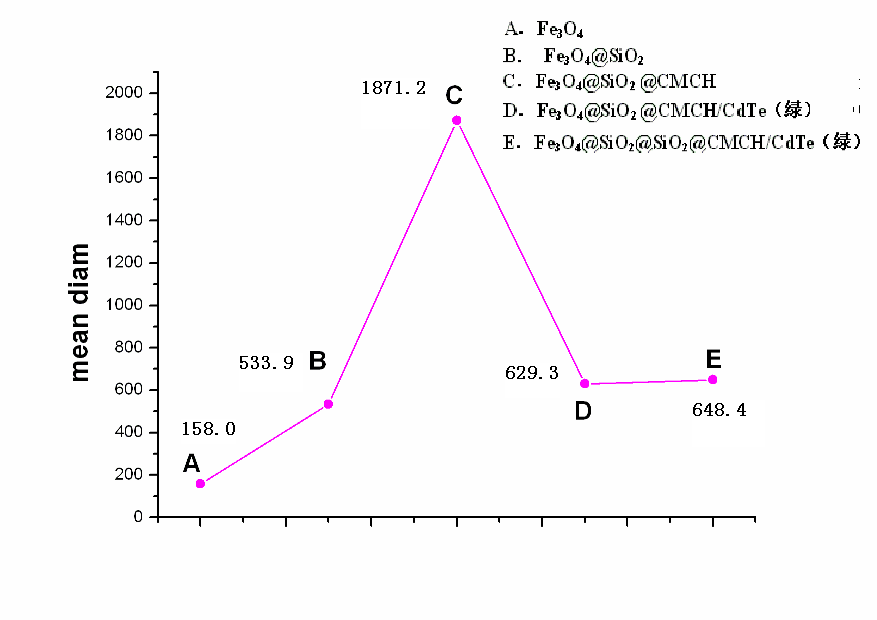 A. Fe₃O₄
B. Fe₃O₄@SiO₂
C. Fe₃O₄@SiO₂ @CMCH
D. Fe₃O₄@SiO₂ @CMCH/CdTe（绿）
E. Fe₃O₄@SiO₂@SiO₂@CMCH/CdTe（绿）
2000
1800
1600
1400
1200
1000
800
600
400
200
0
mean diam
1871.2
C
533.9
B
158.0
A
629.3
D
E
648.4